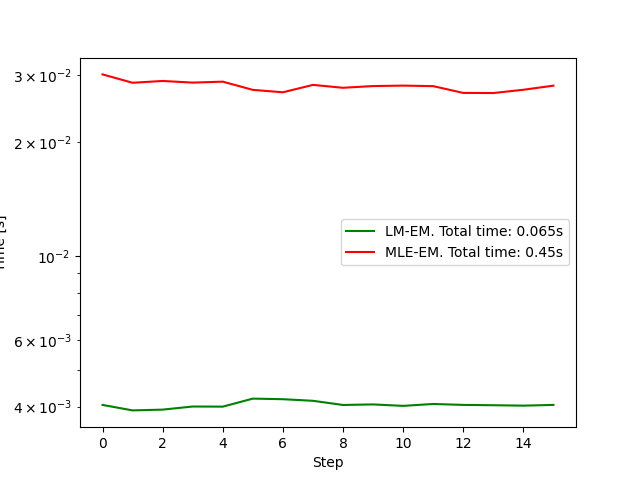 3 × 10⁻²
2 × 10⁻²
10⁻²
6 × 10⁻³
4 × 10⁻³
LM-EM. Total time: 0.065s
MLE-EM. Total time: 0.45s
0 2 4 6 8 10 12 14
Step